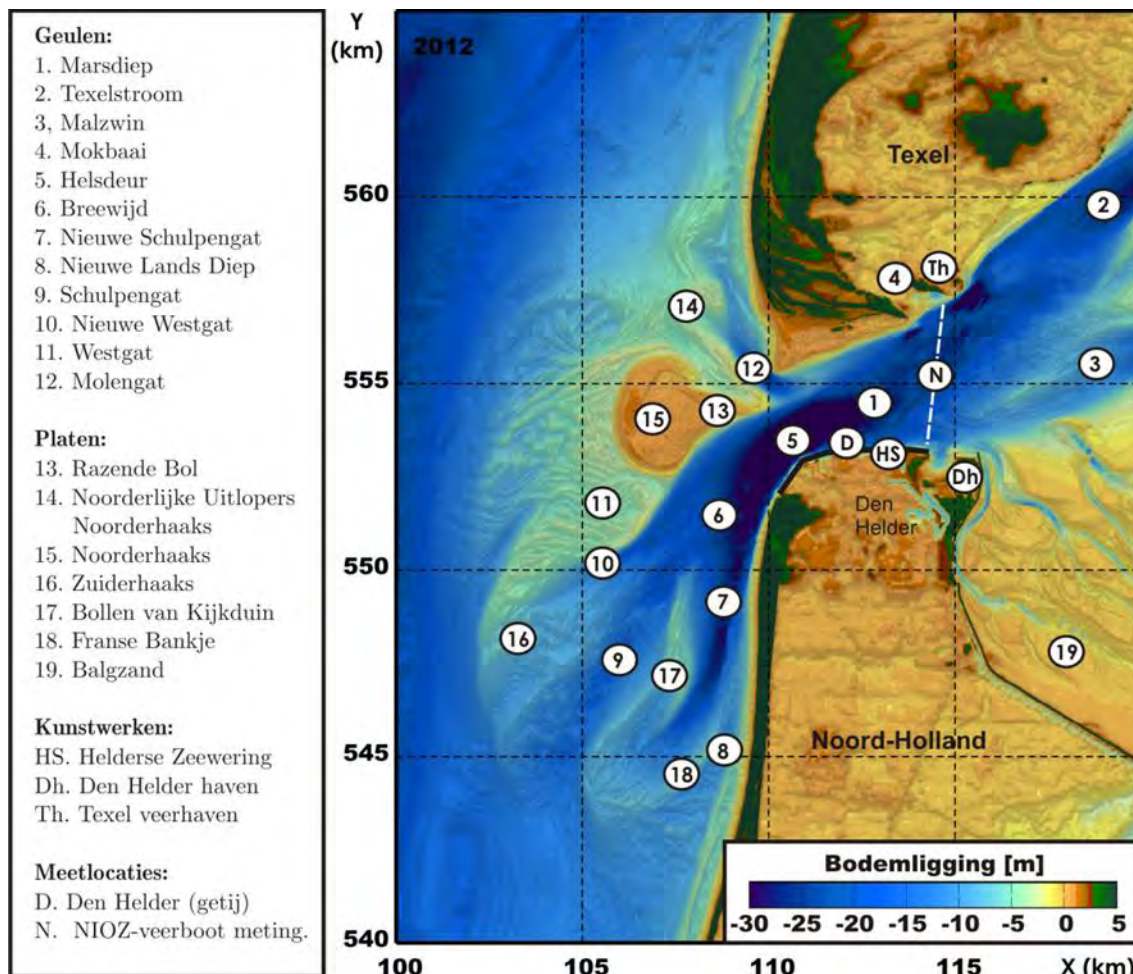 Geulen:
1. Marsdiep
2. Texelstroom
3, Malzwin
4. Mokbaai
5. Helsdeur
6. Breewijd
7. Nieuwe Schulpengat
8. Nieuwe Lands Diep
9. Schulpengat
10. Nieuwe Westgat
11. Westgat
12. Molengat
Platen:
13. Razende Bol
14. Noorderlijke Uitlopers
Noorderhaaks
15. Noorderhaaks
16. Zuiderhaaks
17. Bollen van Kijkduin
18. Franse Bankje
19. Balgzand
Kunstwerken:
HS. Helderse Zeewering
Dh. Den Helder haven
Th. Texel veerhaven
Meetlocaties:
D. Den Helder (getij)
N. NIOZ-veerboot meting.
Y
(km)
2012
Texel
560
2
4
Th
14
12
3
555
N
1
13
15
5
D
HS
Dh
11
Den
Helder
6
10
550
7
16
9
17
19
Noord-Holland
8
545
18
Bodemligging [m]
-30 -25 -20 -15 -10 -5 0 5
540
100 105 110 115 X (km)